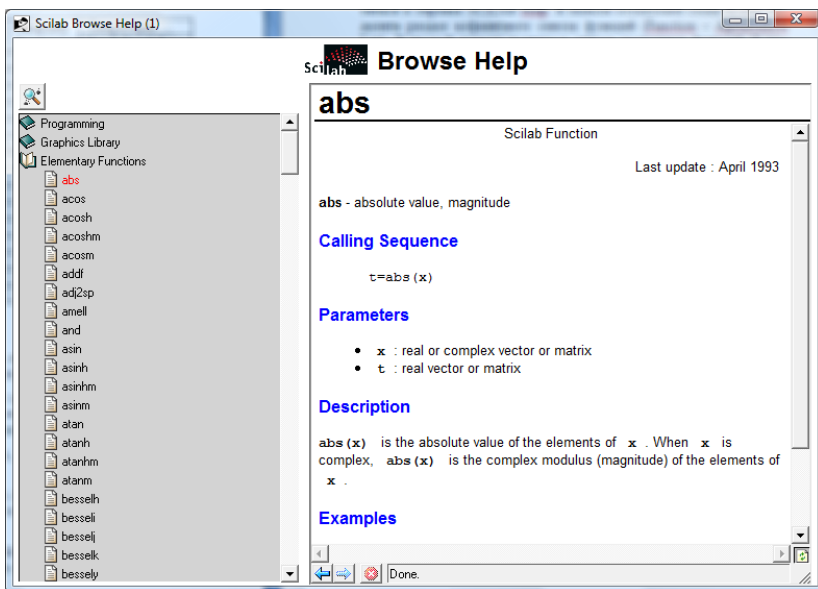 Scilab Browse Help (1)
Scilab Browse Help
Programming
Graphics Library
Elementary Functions
abs
acos
acosh
acoshm
acosm
addf
adj2sp
amell
and
asin
asinh
asinhm
asinm
atan
atanh
atanhm
atanm
besselh
besseli
besselj
besselk
bessely
abs
Scilab Function
Last update : April 1993
abs - absolute value, magnitude
Calling Sequence
t=abs(x)
Parameters
• x : real or complex vector or matrix
• t : real vector or matrix
Description
abs(x) is the absolute value of the elements of x . When x is
complex, abs(x) is the complex modulus (magnitude) of the elements of
x .
Examples
Done.